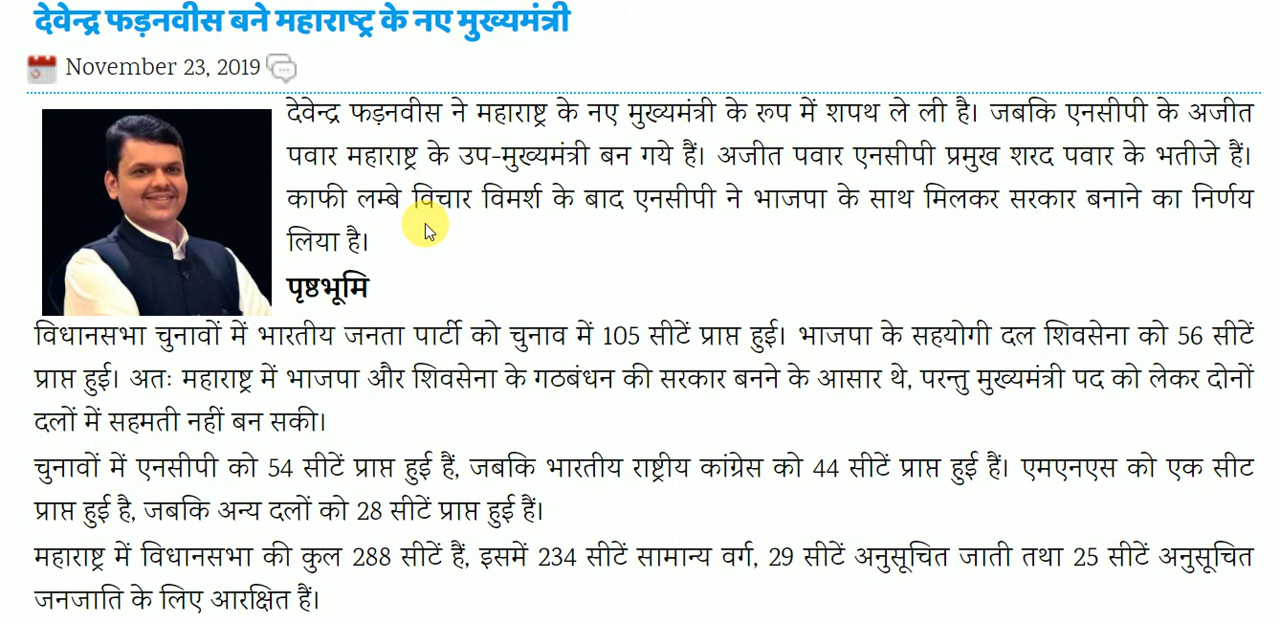 देवेन्द्र फड़नवीस बने महाराष्ट्र के नए मुख्यमंत्री
November 23, 2019
देवेन्द्र फड़नवीस ने महाराष्ट्र के नए मुख्यमंत्री के रूप में शपथ ले ली है। जबकि एनसीपी के अजीत
पवार महाराष्ट्र के उप-मुख्यमंत्री बन गये हैं। अजीत पवार एनसीपी प्रमुख शरद पवार के भतीजे हैं।
काफी लम्बे विचार विमर्श के बाद एनसीपी ने भाजपा के साथ मिलकर सरकार बनाने का निर्णय
लिया है।
पृष्ठभूमि
विधानसभा चुनावों में भारतीय जनता पार्टी को चुनाव में 105 सीटें प्राप्त हुई। भाजपा के सहयोगी दल शिवसेना को 56 सीटें
प्राप्त हुई। अतः महाराष्ट्र में भाजपा और शिवसेना के गठबंधन की सरकार बनने के आसार थे, परन्तु मुख्यमंत्री पद को लेकर दोनों
दलों में सहमती नहीं बन सकी।
चुनावों में एनसीपी को 54 सीटें प्राप्त हुई हैं, जबकि भारतीय राष्ट्रीय कांग्रेस को 44 सीटें प्राप्त हुई हैं। एमएनएस को एक सीट
प्राप्त हुई है, जबकि अन्य दलों को 28 सीटें प्राप्त हुई हैं।
महाराष्ट्र में विधानसभा की कुल 288 सीटें हैं, इसमें 234 सीटें सामान्य वर्ग, 29 सीटें अनुसूचित जाती तथा 25 सीटें अनुसूचित
जनजाति के लिए आरक्षित हैं।